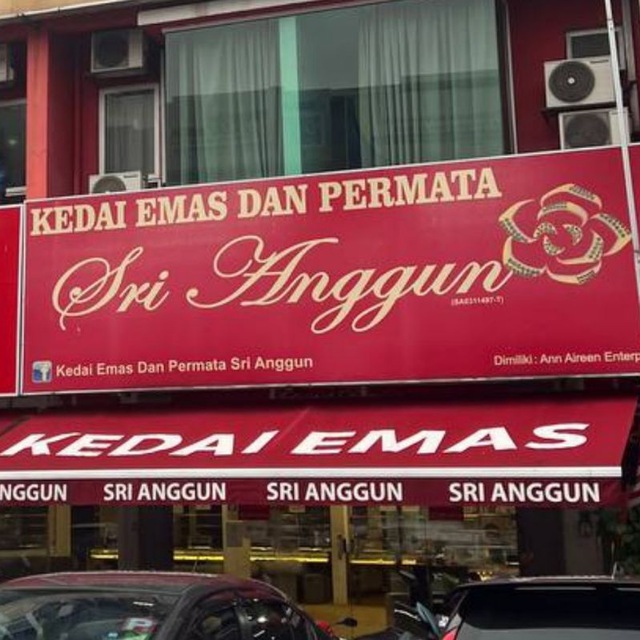 KEDAI EMAS DAN PERMATA
Sri Anggun
(SA0311497-T)
Kedai Emas Dan Permata Sri Anggun
Dimiliki : Ann Aireen Enterp
KEDAI EMAS
NGGUN SRI ANGGUN SRI ANGGUN SRI ANGGUN